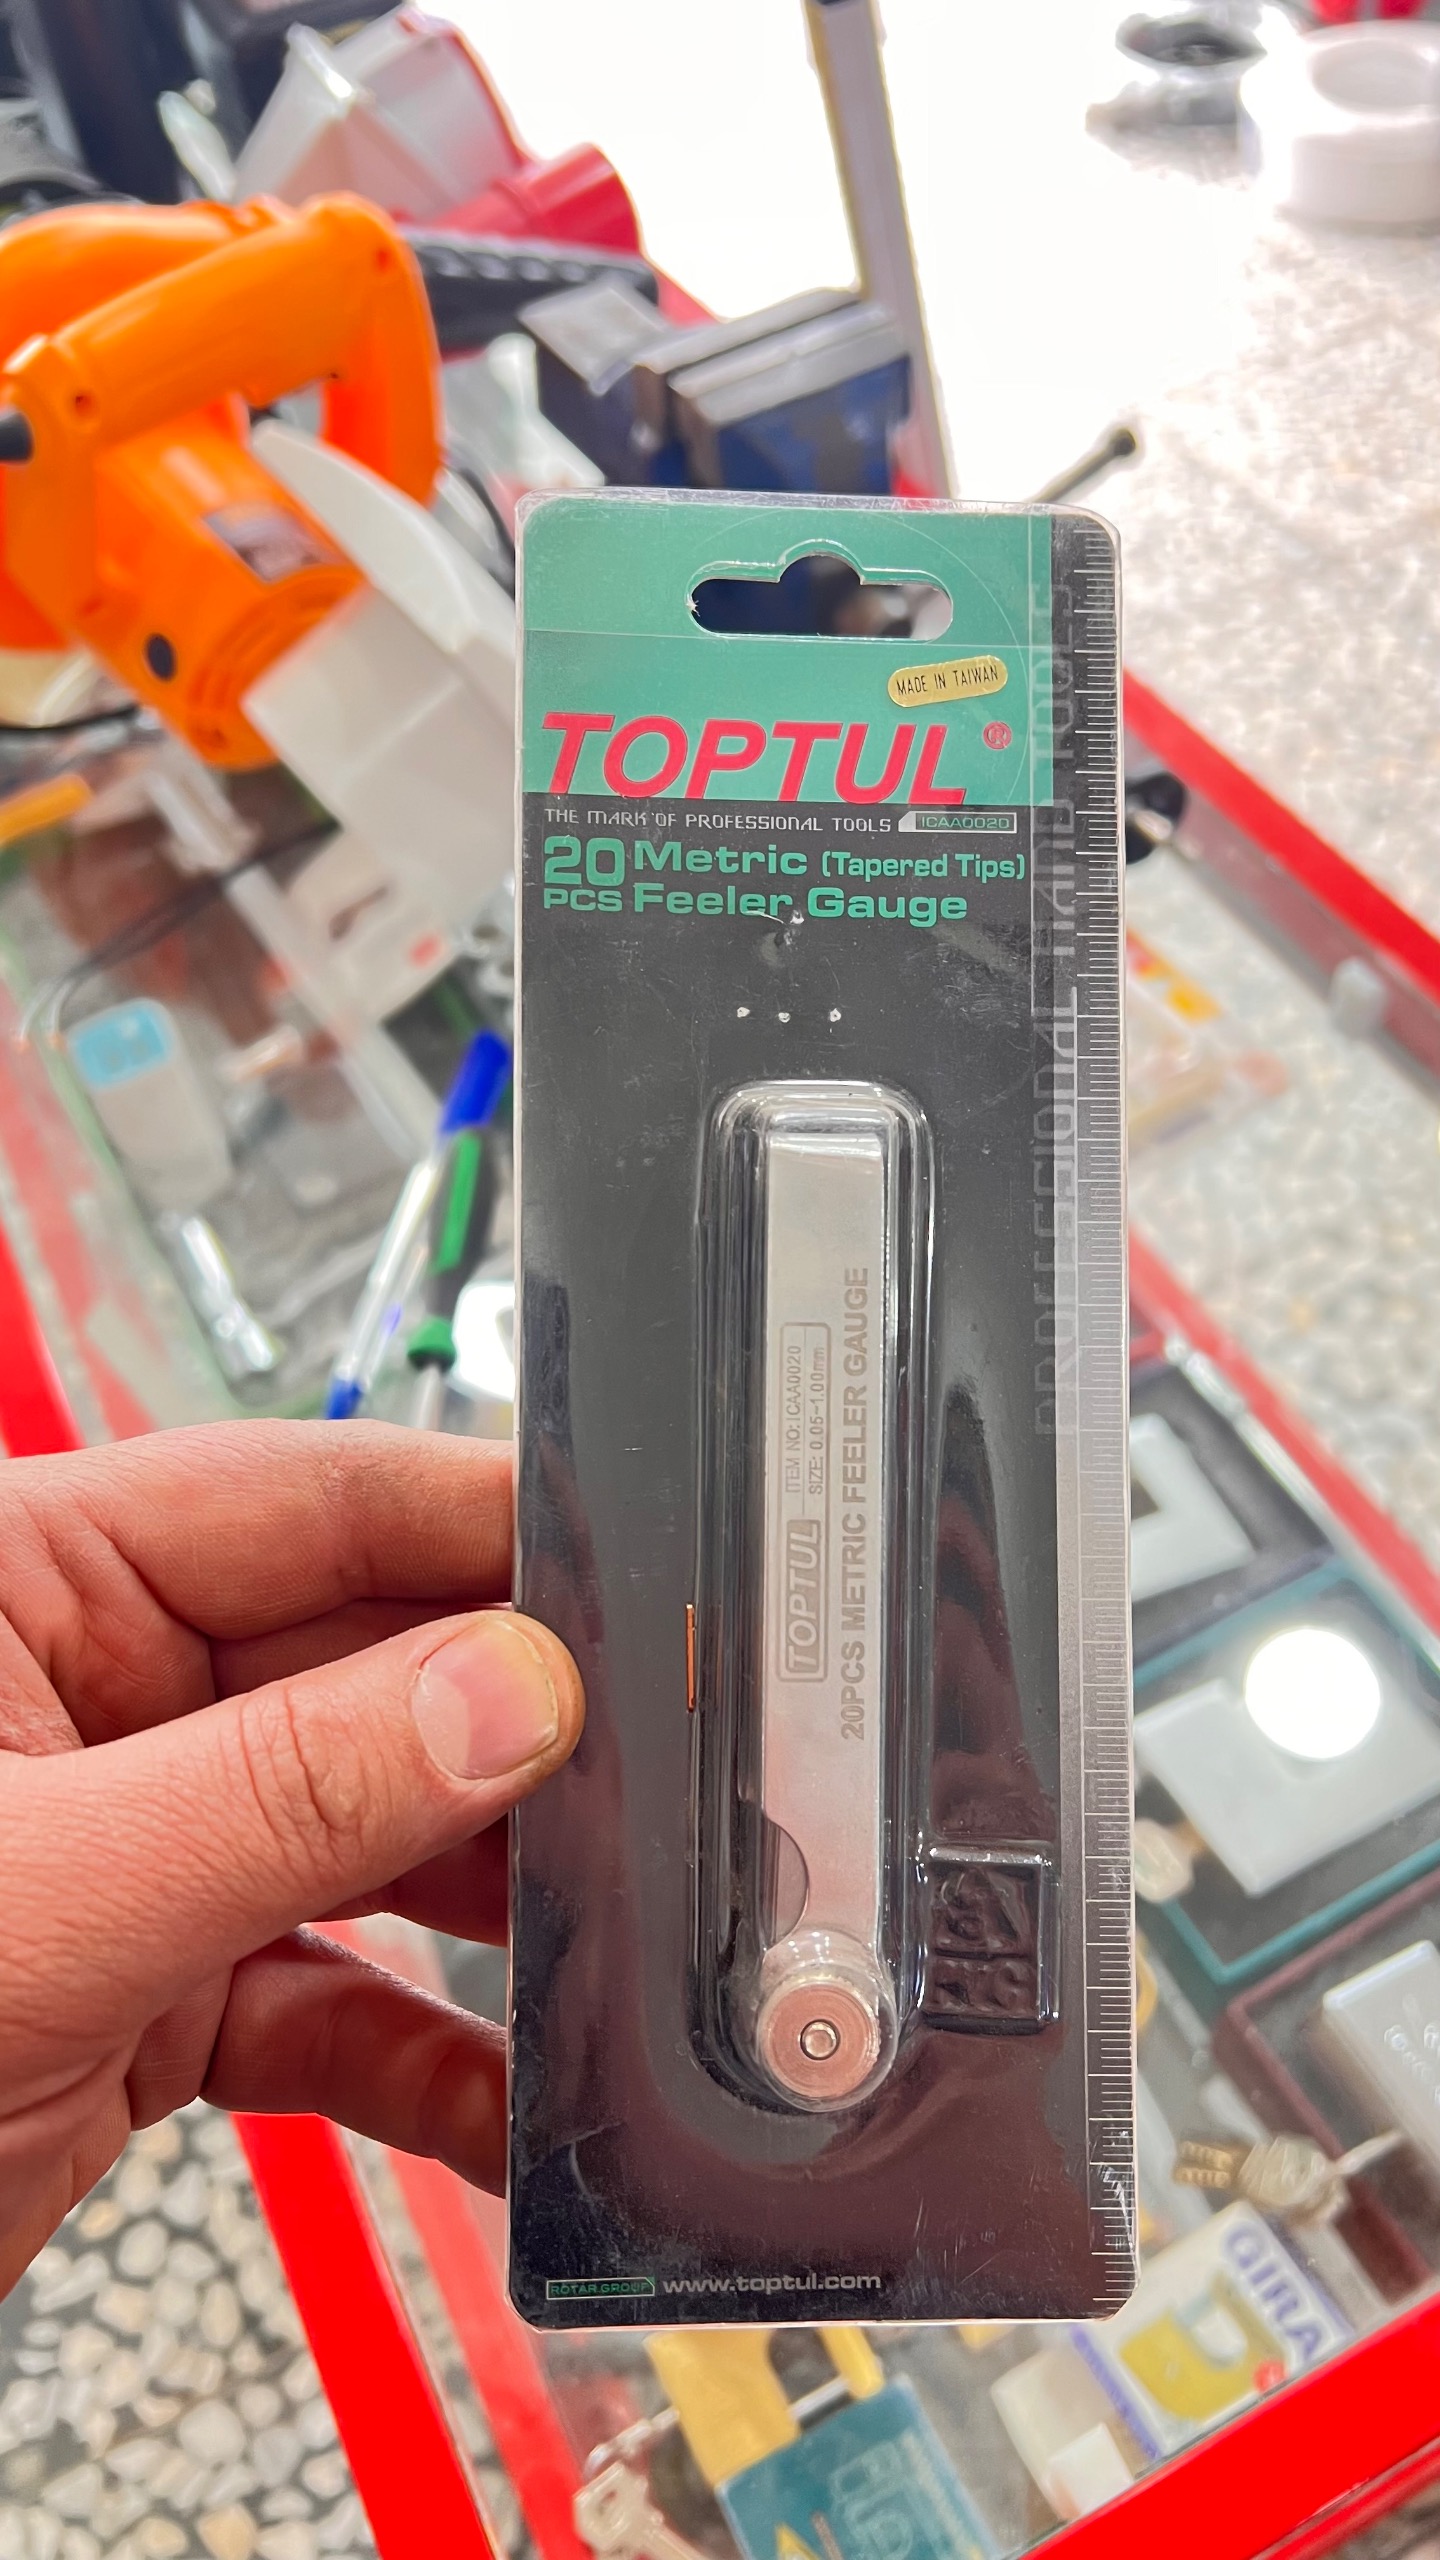 MADE IN TAIWAN
TOPTUL®
THE MARK OF PROFESSIONAL TOOLS ICAA0020
20 PCS Metric (Tapered Tips)
Feeler Gauge
PROFESSIONAL HAND TOOLS
TOPTUL
ITEM NO: ICAA0020
SIZE: 0.05~1.00mm
20PCS METRIC FEELER GAUGE
ROTAR GROUP www.toptul.com
GIRA